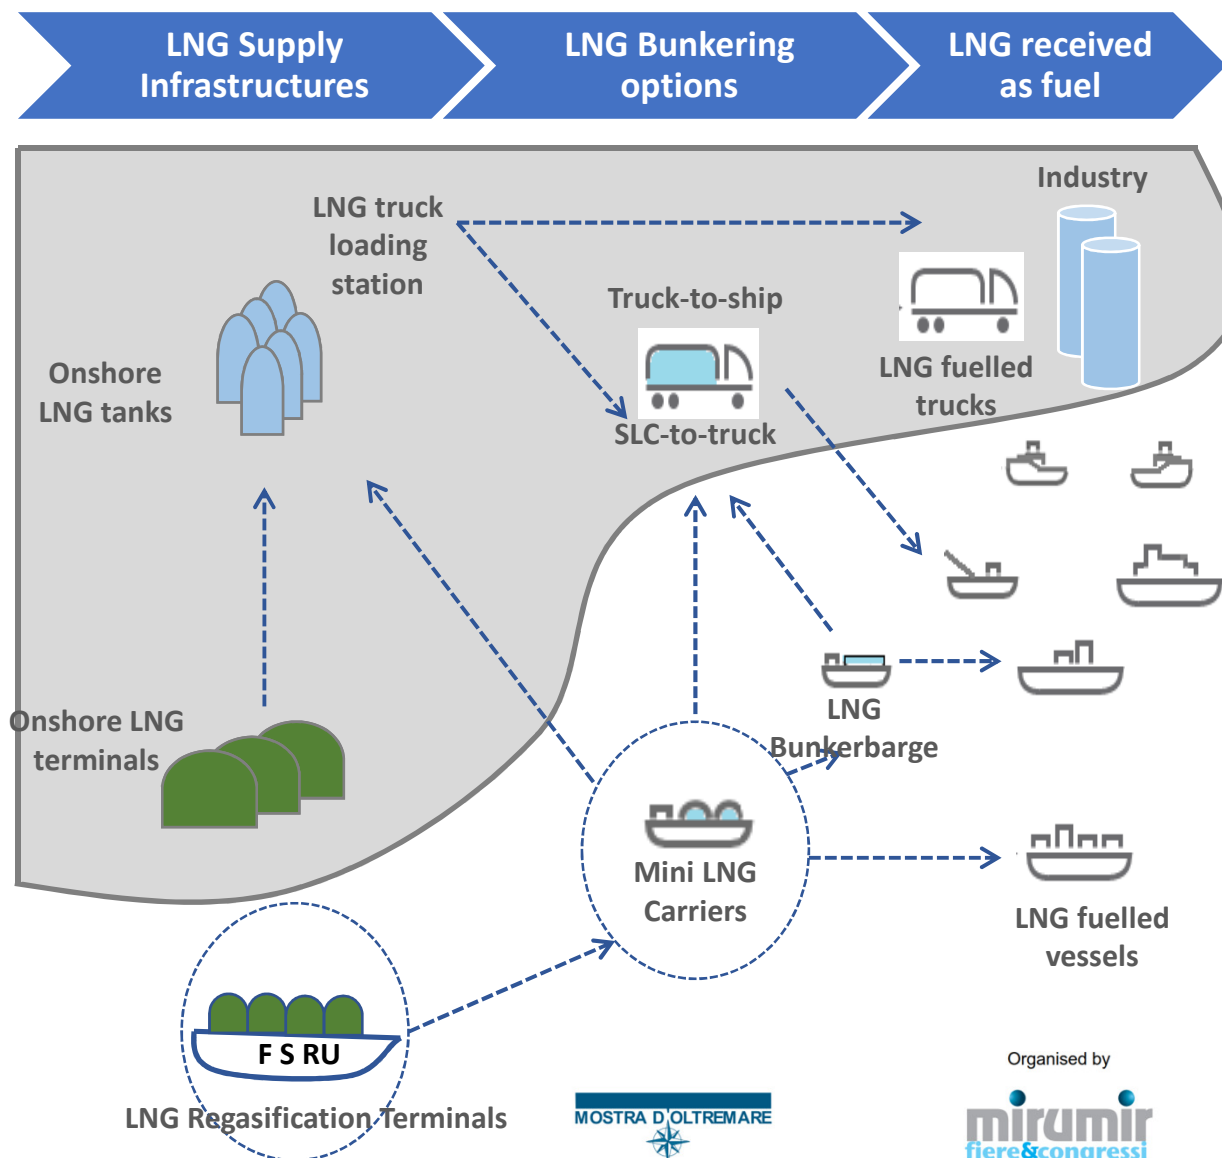 LNG Supply
Infrastructures
LNG Bunkering
options
LNG received
as fuel
Industry
LNG truck
loading
station
Truck-to-ship
LNG fuelled
trucks
Onshore
LNG tanks
SLC-to-truck
Onshore LNG
terminals
LNG
Bunkerbarge
Mini LNG
Carriers
LNG fuelled
vessels
F S RU
LNG Regasification Terminals
MOSTRA D'OLTREMARE
Organised by
mirumir
fiere&congressi